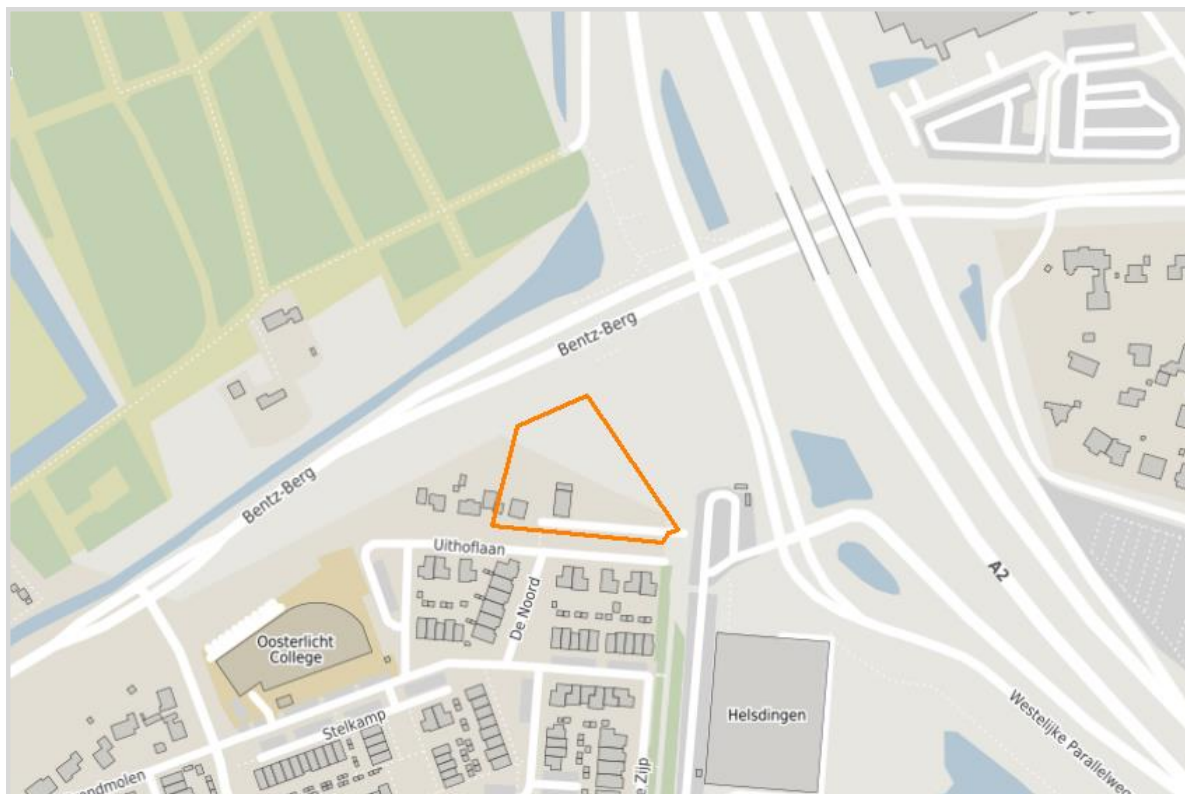 Bentz-Berg
Bentz-Berg
Uithoflaan
De Noord
A2
Oosterlicht
College
Helsdingen
Stelkamp
Westelijke Parallelweg